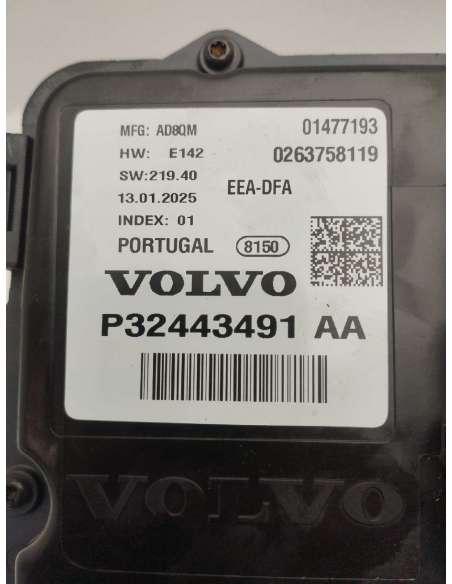 MFG: AD8QM 01477193
HW: E142 0263758119
SW:219.40 EEA-DFA
13.01.2025
INDEX: 01
PORTUGAL 8150
VOLVO
P32443491 AA
VOLVO